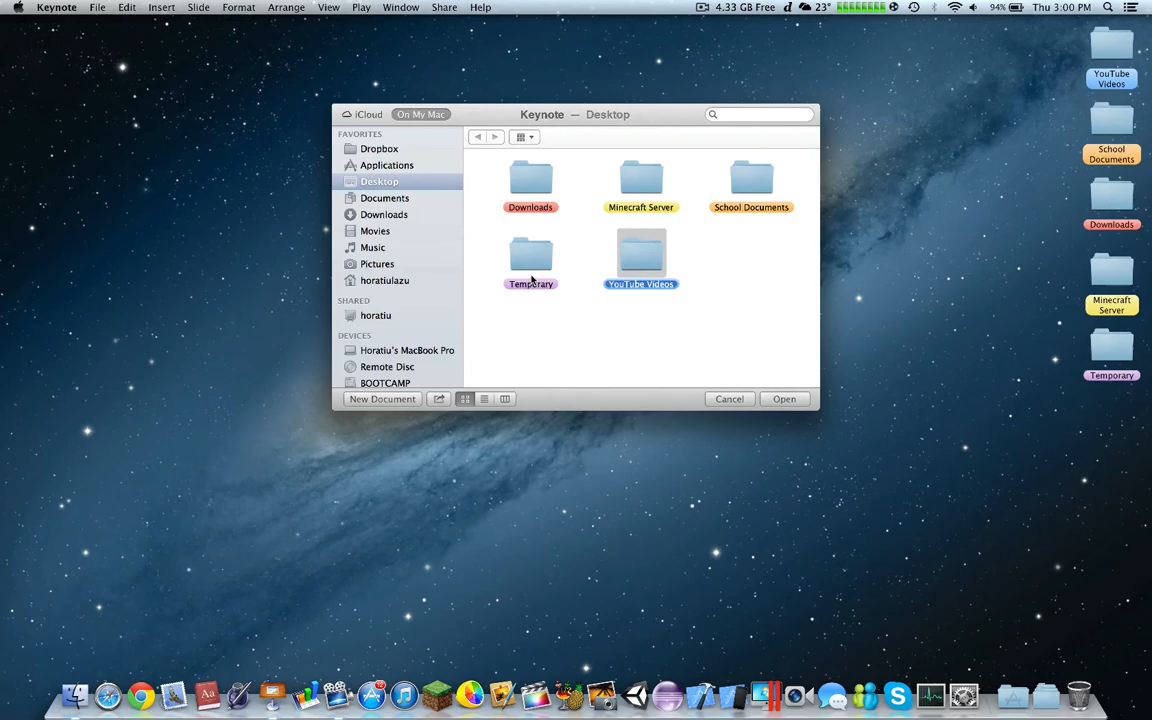 Keynote File Edit Insert Slide Format Arrange View Play Window Share Help 4.33 GB Free d 23° 94% Thu 3:00 PM
iCloud On My Mac Keynote — Desktop
FAVORITES
Dropbox
Applications
Desktop
Documents
Downloads
Movies
Music
Pictures
horatiulazu
SHARED
horatiu
DEVICES
Horatiu's MacBook Pro
Remote Disc
BOOTCAMP
Downloads Minecraft Server School Documents
Temporary YouTube Videos
New Document Cancel Open
YouTube
Videos
School
Documents
Downloads
Minecraft
Server
Temporary
Aa